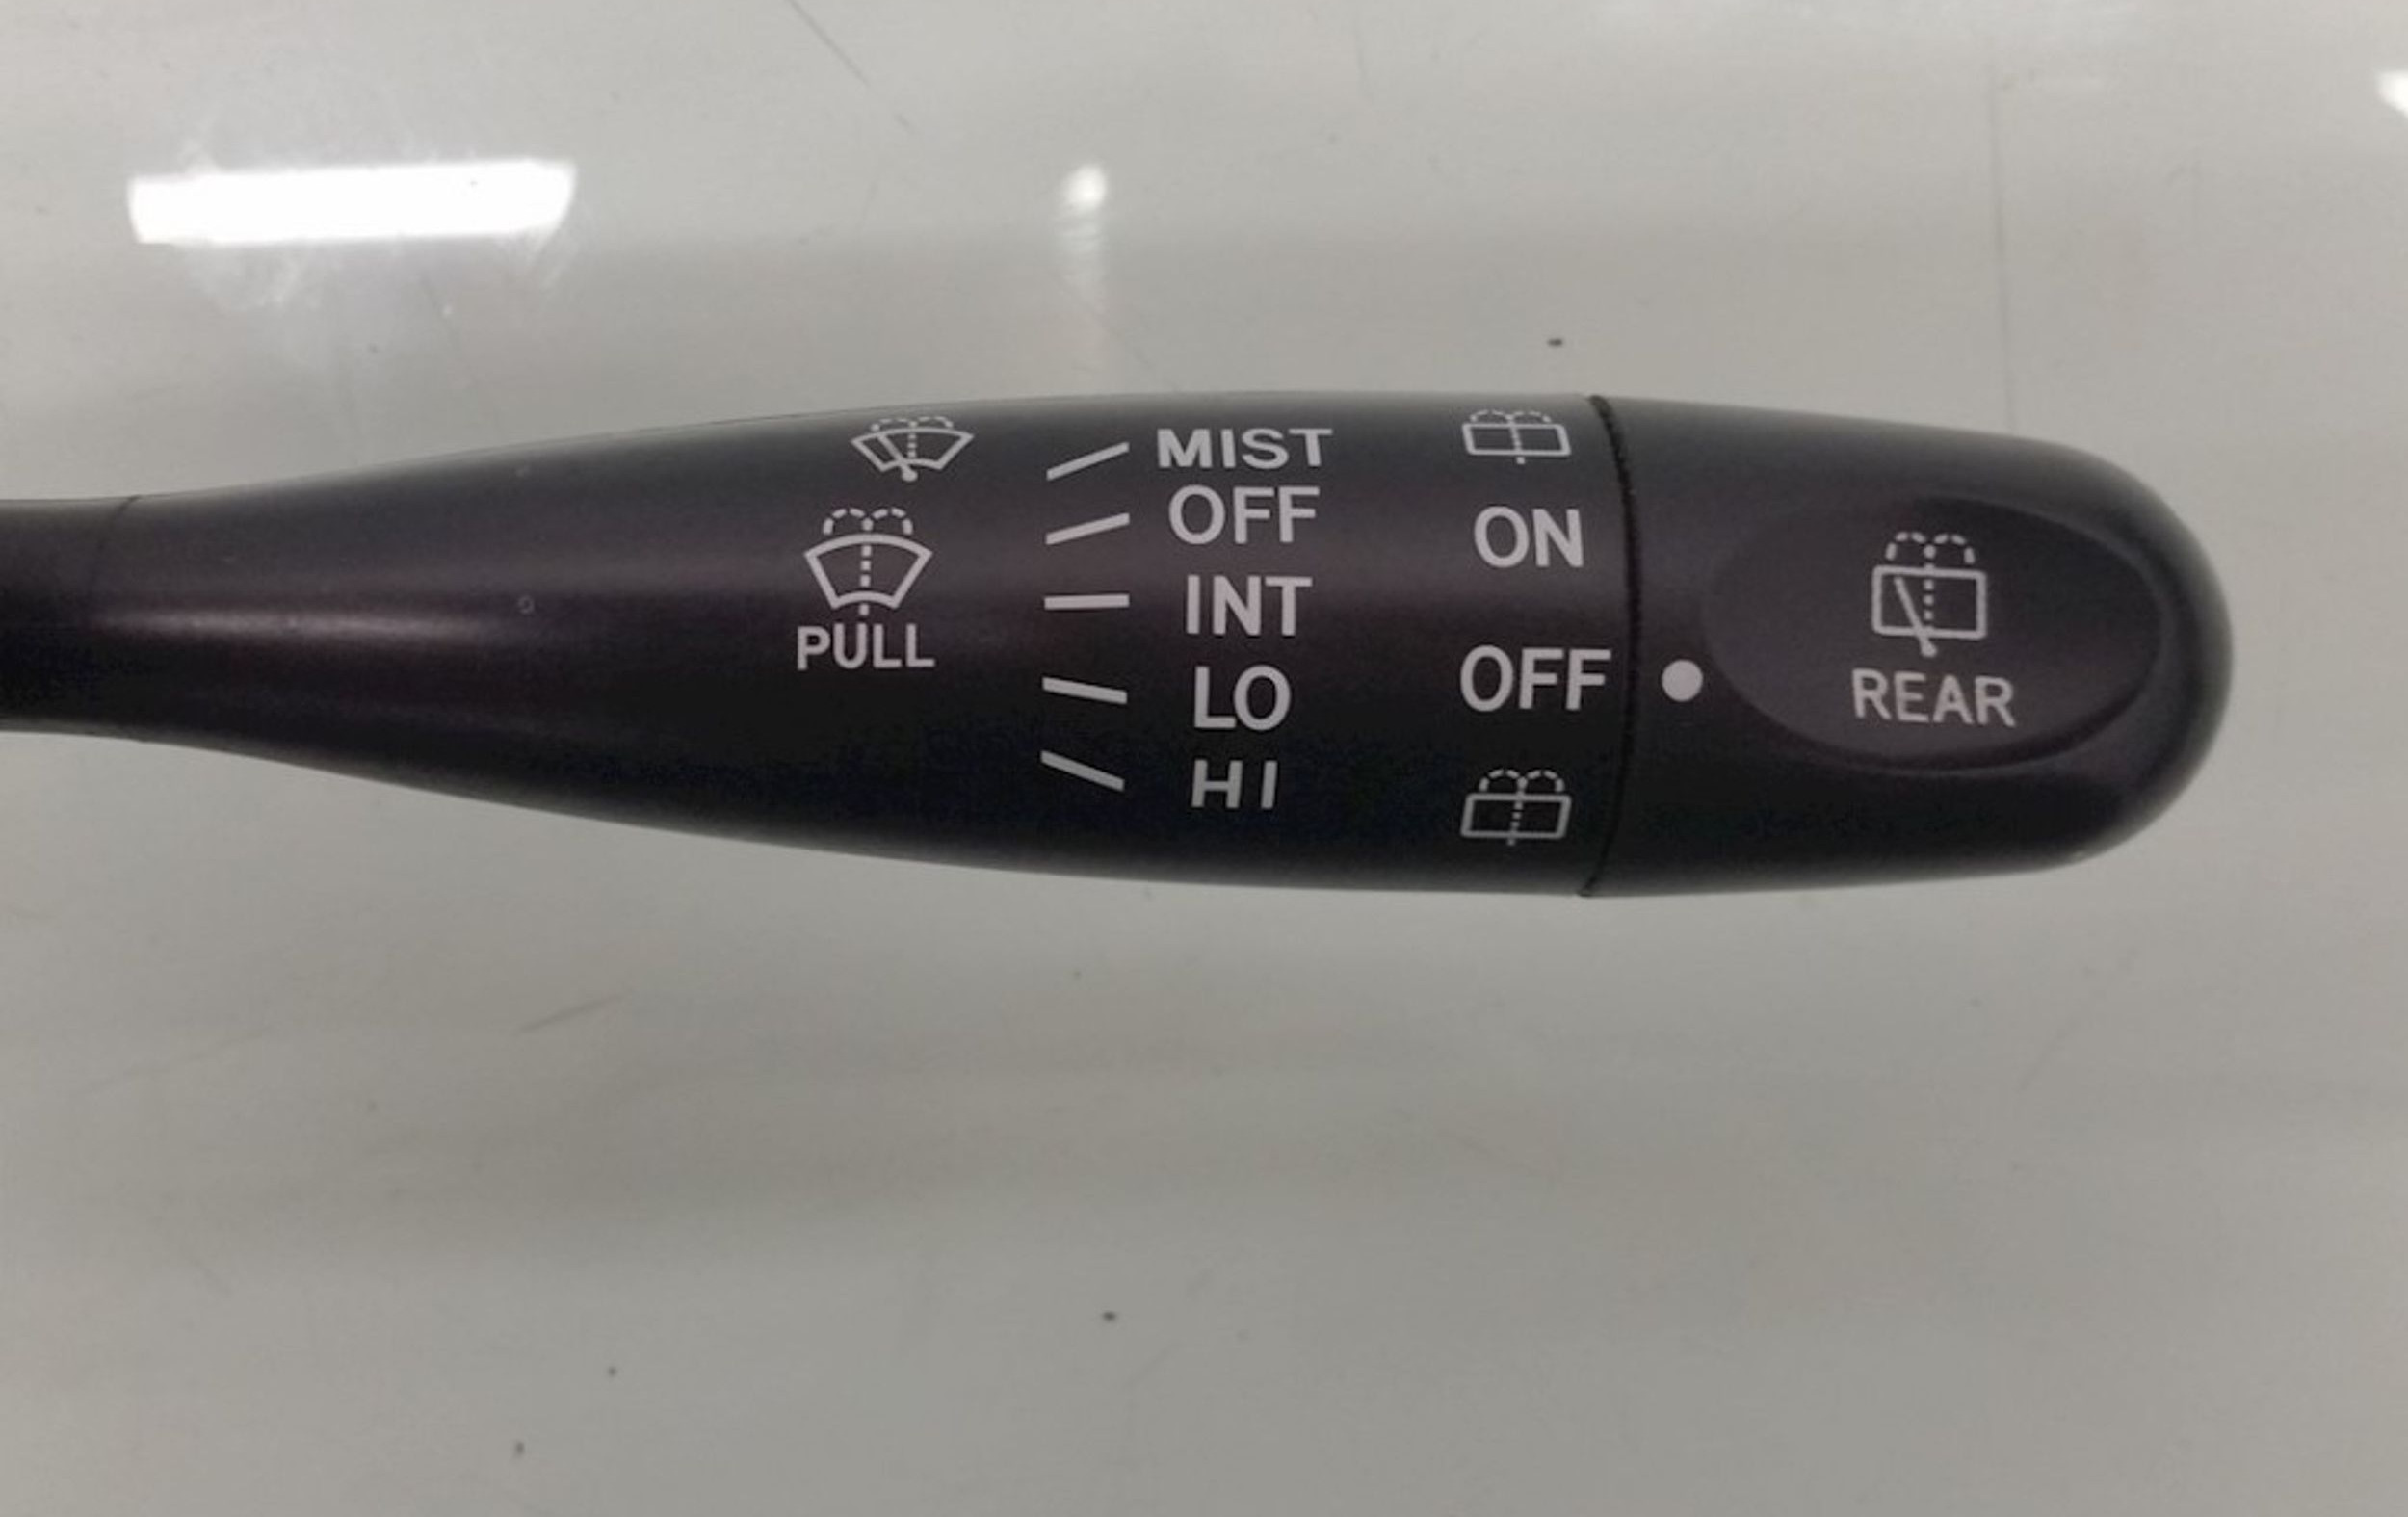 PULL
MIST
OFF
INT
LO
HI
ON
OFF
REAR